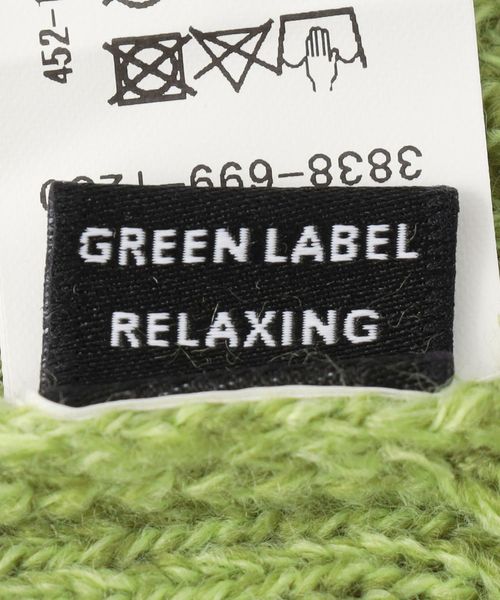 452-
3838-699-
GREEN LABEL
RELAXING